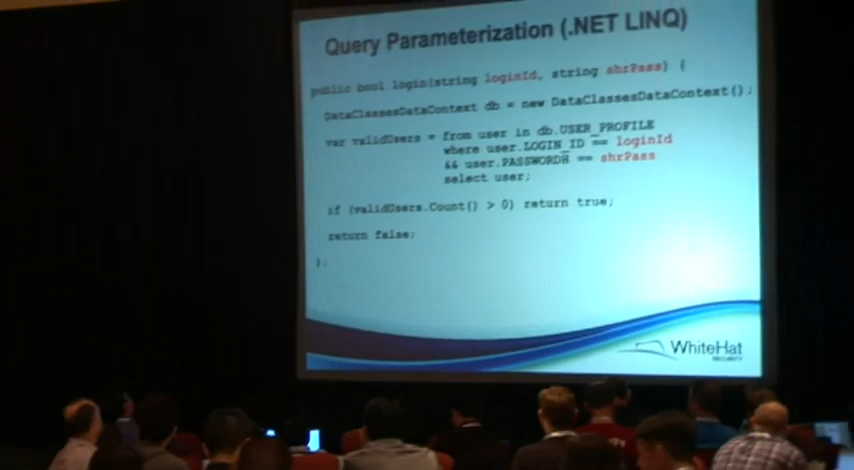 Query Parameterization (.NET LINQ)
public bool login(string loginId, string shrPass) {
DataClassesDataContext db = new DataClassesDataContext();
var validUsers = from user in db.USER_PROFILE
where user.LOGIN_ID == loginId
&& user.PASSWORDH == shrPass
select user;
if (validUsers.Count() > 0) return true;
return false;
};
WhiteHat
SECURITY